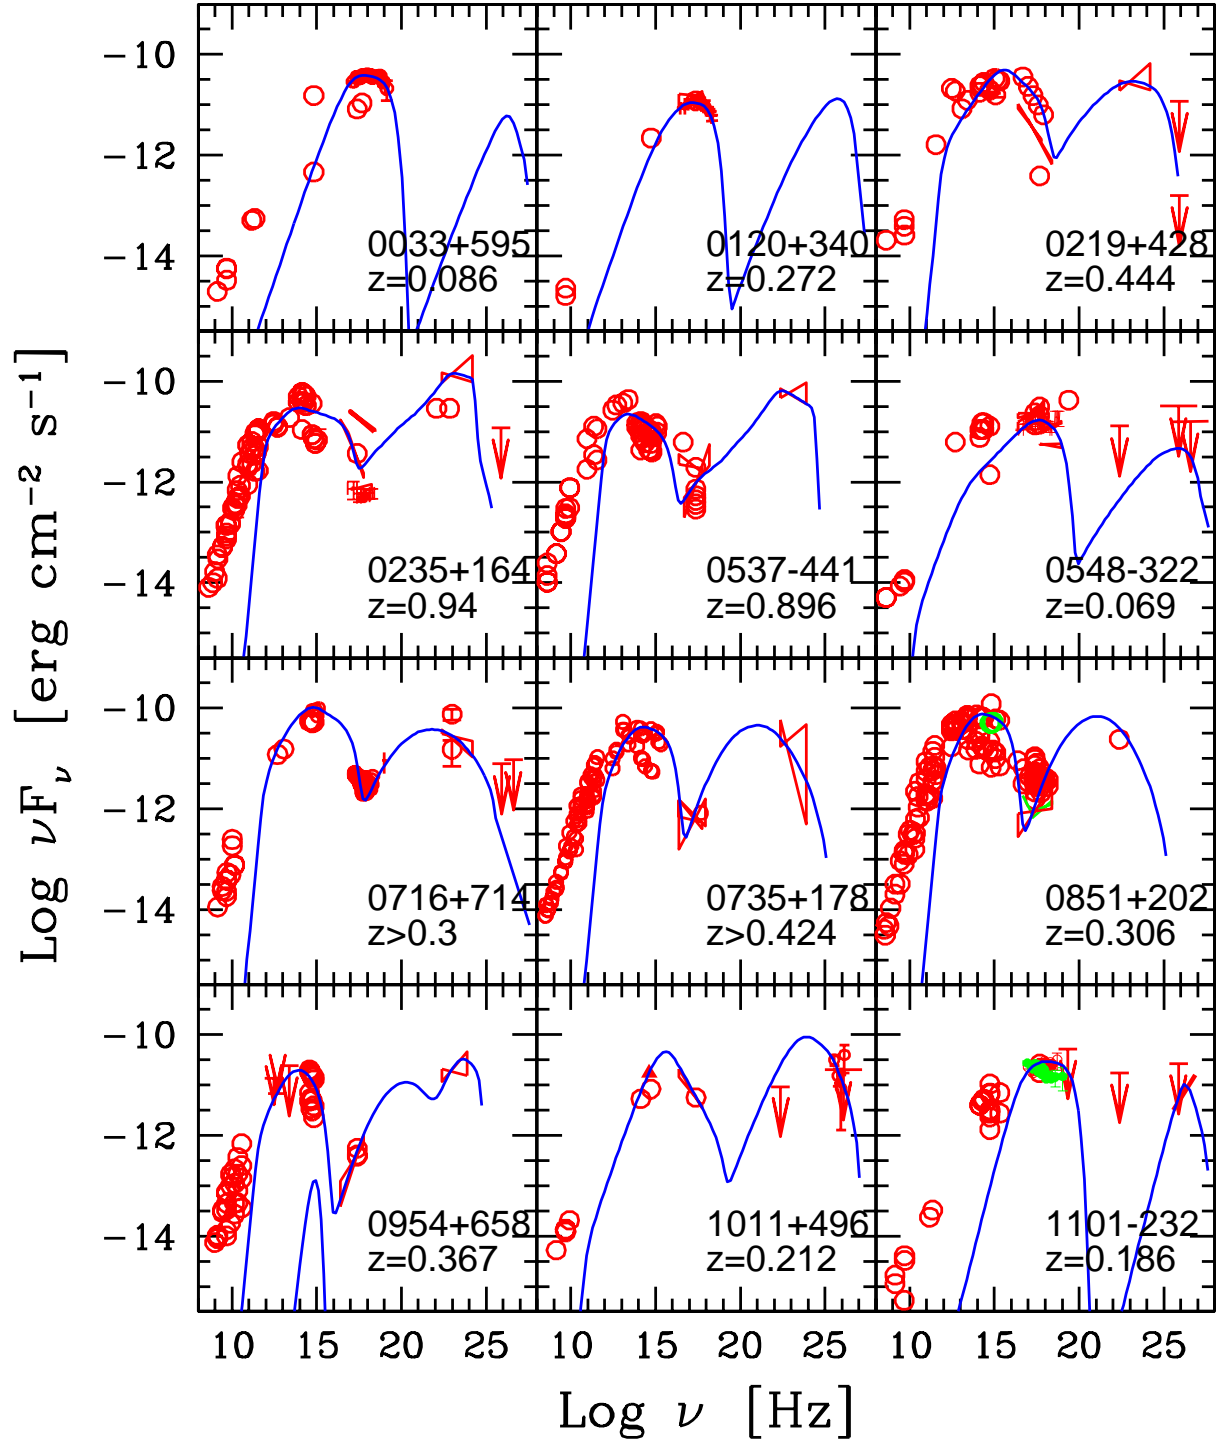 −10
−12
−14
0033+595
z=0.086
0120+340
z=0.272
0219+428
z=0.444
−10
−12
−14
0235+164
z=0.94
0537-441
z=0.896
0548-322
z=0.069
−10
−12
−14
0716+714
z>0.3
0735+178
z>0.424
0851+202
z=0.306
−10
−12
−14
0954+658
z=0.367
1011+496
z=0.212
1101-232
z=0.186
10 15 20 25 10 15 20 25 10 15 20 25
Log ν [Hz]
Log νFν [erg cm−2 s−1]